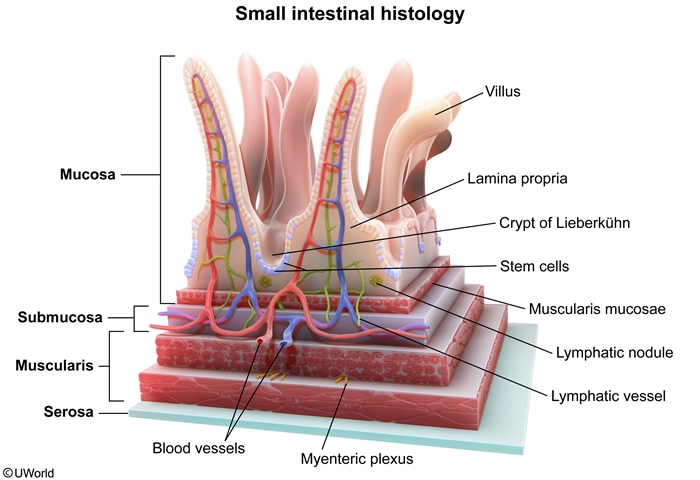 Small intestinal histology
Villus
Mucosa
Lamina propria
Crypt of Lieberkühn
Stem cells
Muscularis mucosae
Submucosa
Lymphatic nodule
Muscularis
Lymphatic vessel
Serosa
Blood vessels
Myenteric plexus
©UWorld